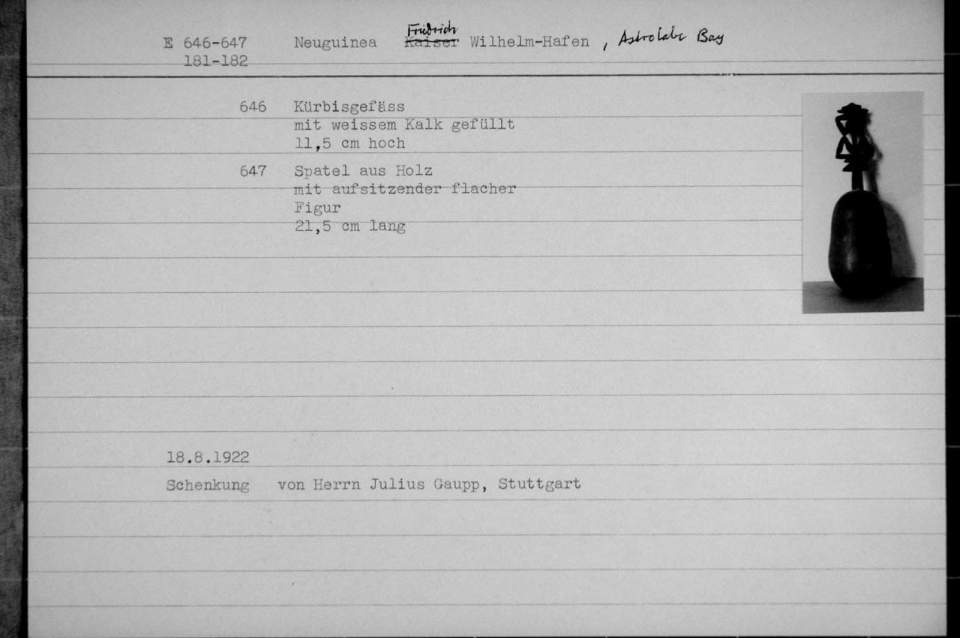 E 646-647 Neuguinea Kaiser Friedrich Wilhelm-Hafen , Astrolabe Bay
181-182
646 Kürbisgefäss
mit weissem Kalk gefüllt
11,5 cm hoch
647 Spatel aus Holz
mit aufsitzender flacher
Figur
21,5 cm lang
18.8.1922
Schenkung von Herrn Julius Gaupp, Stuttgart